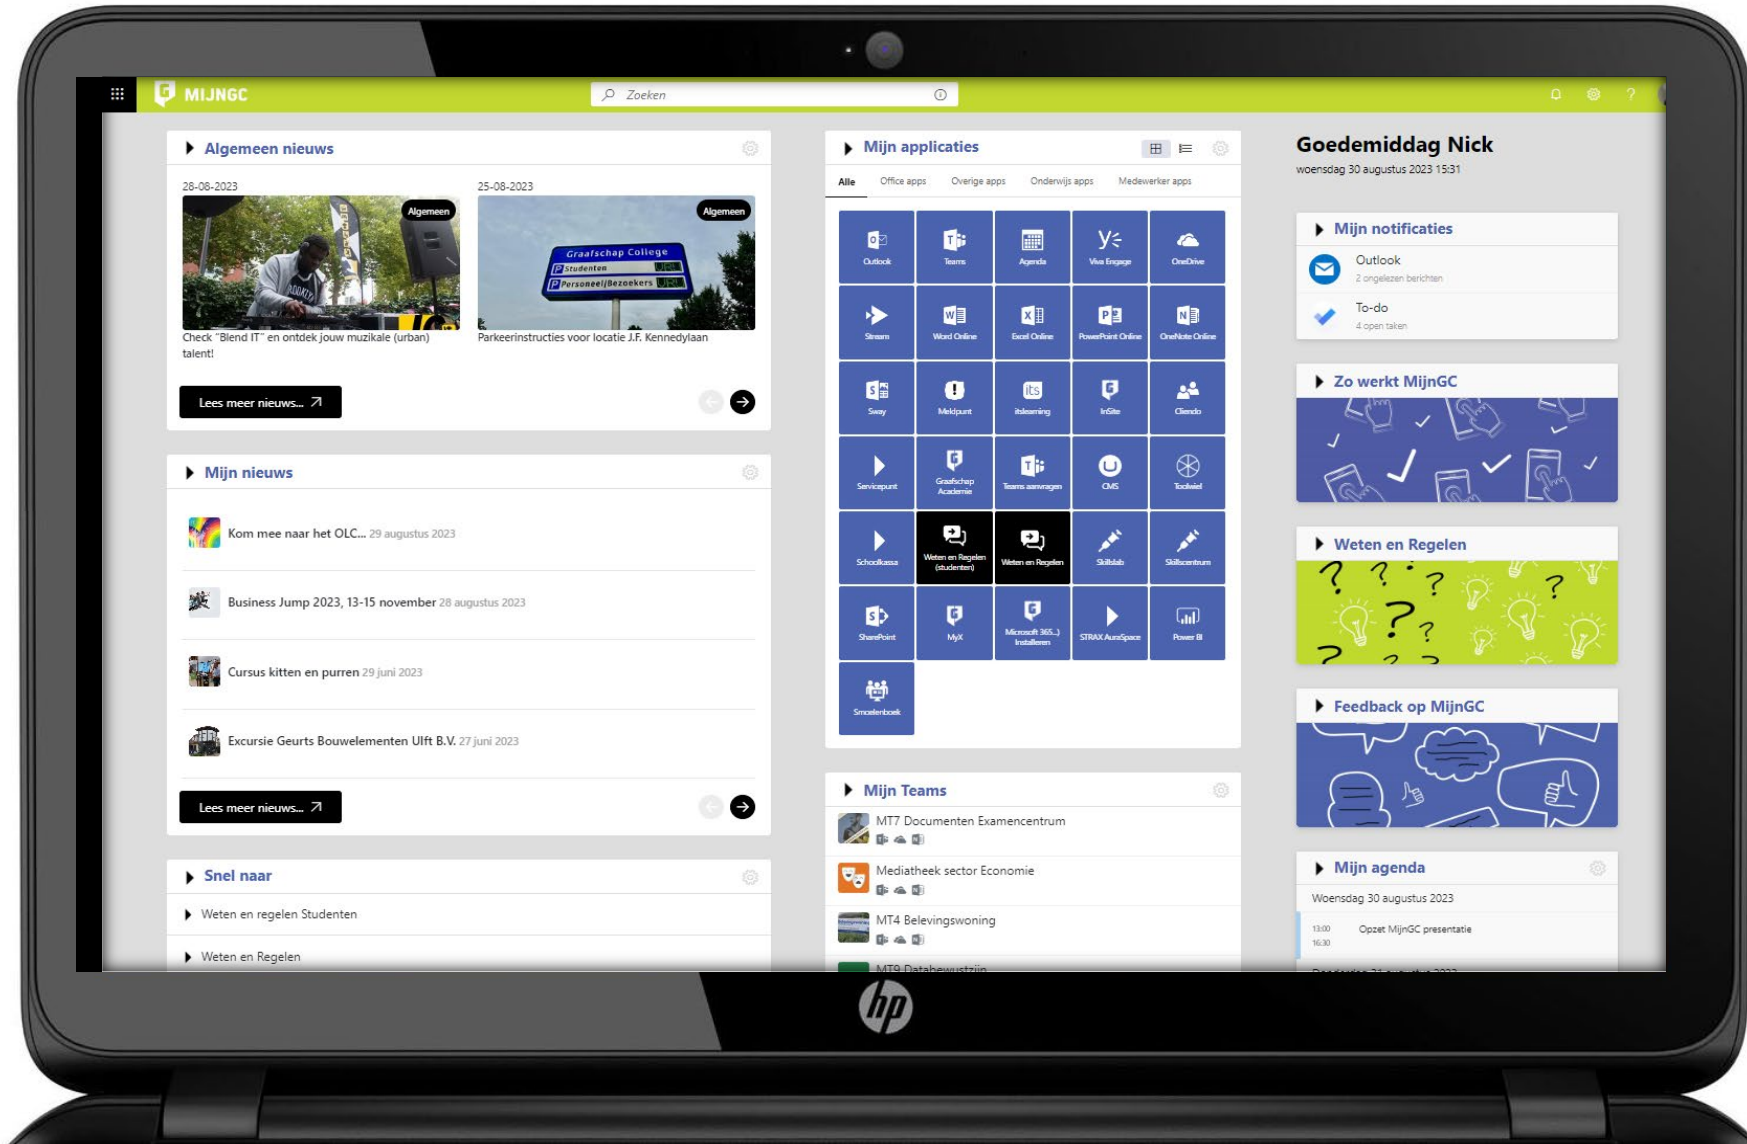 MIJNGC
Zoeken
?
Algemeen nieuws
28-08-2023
Algemeen
Check "Blend IT" en ontdek jouw muzikale (urban)
talent!
25-08-2023
Algemeen
Graafschap College
P Studenten
P Personeel/Bezoekers
Parkeerinstructies voor locatie J.F. Kennedylaan
Lees meer nieuws...
Mijn nieuws
Kom mee naar het OLC... 29 augustus 2023
Business Jump 2023, 13-15 november 28 augustus 2023
Cursus kitten en purren 29 juni 2023
Excursie Geurts Bouwelementen Ulft B.V. 27 juni 2023
Lees meer nieuws...
Snel naar
Weten en regelen Studenten
Weten en Regelen
Mijn applicaties
Alle Office apps Overige apps Onderwijs apps Medewerker apps
Outlook Teams Agenda Viva Engage OneDrive
Stream Word Online Excel Online PowerPoint Online OneNote Online
its
Sway Meldpunt itslearning InSite Cliendo
Servicepunt Graafschap Academie Teams aanvragen CMS Toolwiel
Schoolkassa Weten en Regelen (studenten) Weten en Regelen Skillslab Skillscentrum
SharePoint MyX Microsoft 365...) Installeren STRAX AuraSpace Power BI
Smoelenboek
Mijn Teams
MT7 Documenten Examencentrum
Mediatheek sector Economie
MT4 Belevingswoning
MT9 Databewustzijn
Goedemiddag Nick
woensdag 30 augustus 2023 15:31
Mijn notificaties
Outlook
2 ongelezen berichten
To-do
4 open taken
Zo werkt MijnGC
Weten en Regelen
Feedback op MijnGC
Mijn agenda
Woensdag 30 augustus 2023
13:00 Opzet MijnGC presentatie
16:30
Donderdag 31 augustus 2023
hp